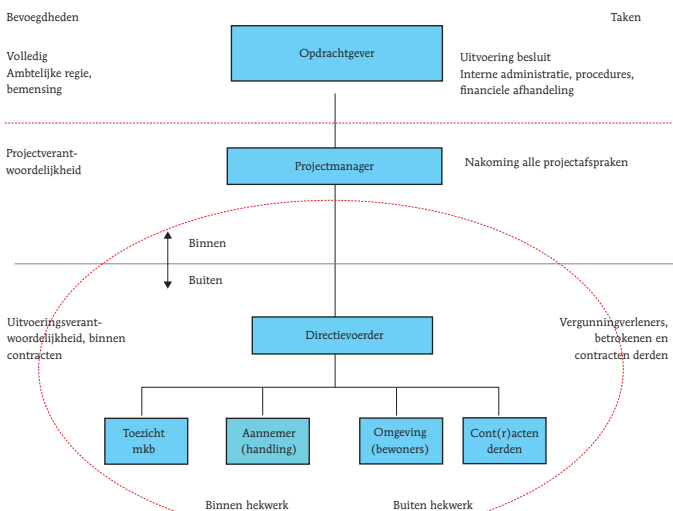 Bevoegdheden
Taken
Volledig
Ambtelijke regie,
bemensing
Opdrachtgever
Uitvoering besluit
Interne administratie, procedures,
financiele afhandeling
Projectverant-
woordelijkheid
Projectmanager
Nakoming alle projectafspraken
Binnen
Buiten
Uitvoeringsverant-
woordelijkheid, binnen
contracten
Directievoerder
Vergunningverleners,
betrokenen en
contracten derden
Toezicht
mkb
Aannemer
(handling)
Omgeving
(bewoners)
Cont(r)acten
derden
Binnen hekwerk
Buiten hekwerk